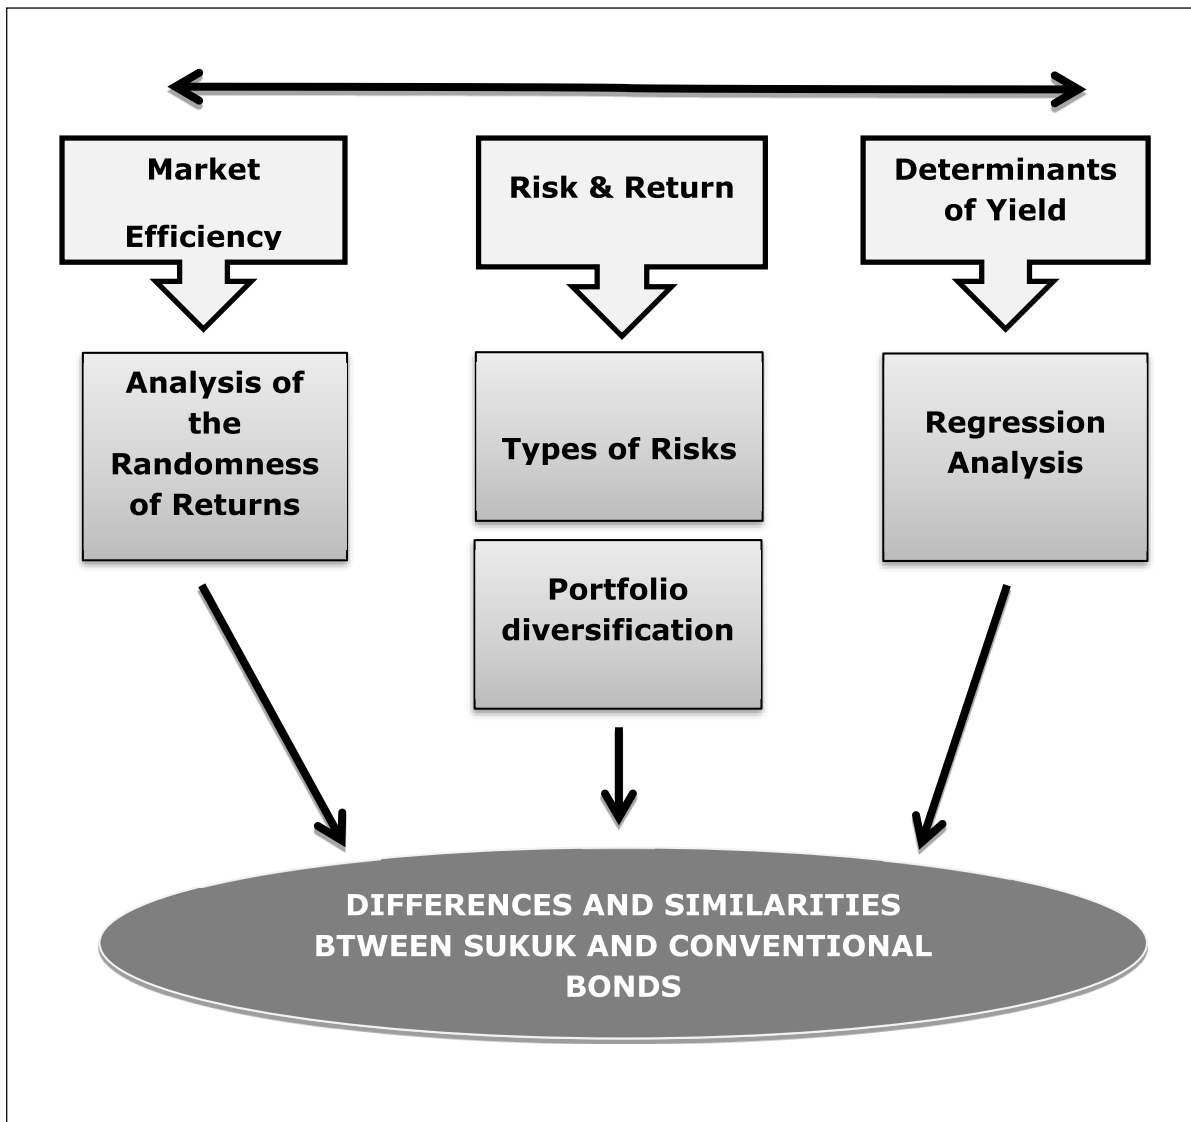 Market
Efficiency
Risk & Return
Determinants
of Yield
Analysis of
the
Randomness
of Returns
Types of Risks
Portfolio
diversification
Regression
Analysis
DIFFERENCES AND SIMILARITIES
BTWEEN SUKUK AND CONVENTIONAL
BONDS